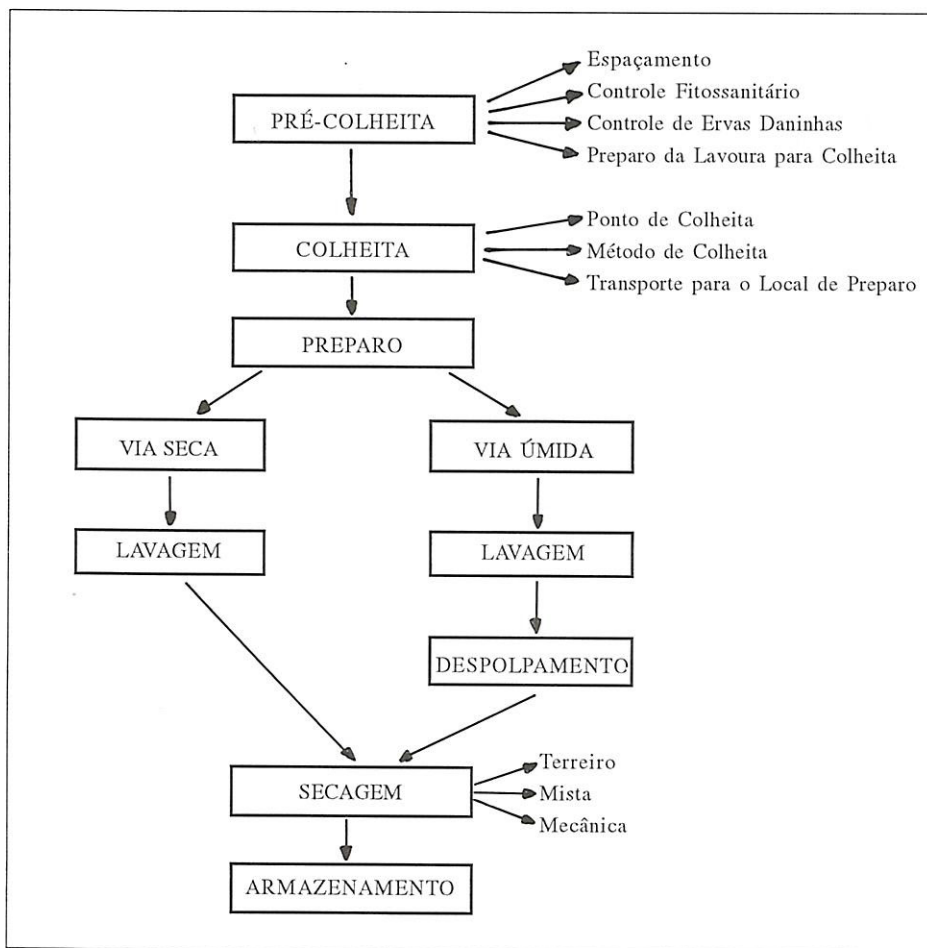 PRÉ-COLHEITA
Espaçamento
Controle Fitossanitário
Controle de Ervas Daninhas
Preparo da Lavoura para Colheita
COLHEITA
Ponto de Colheita
Método de Colheita
Transporte para o Local de Preparo
PREPARO
VIA SECA
VIA ÚMIDA
LAVAGEM
LAVAGEM
DESPOLPAMENTO
SECAGEM
Terreiro
Mista
Mecânica
ARMAZENAMENTO